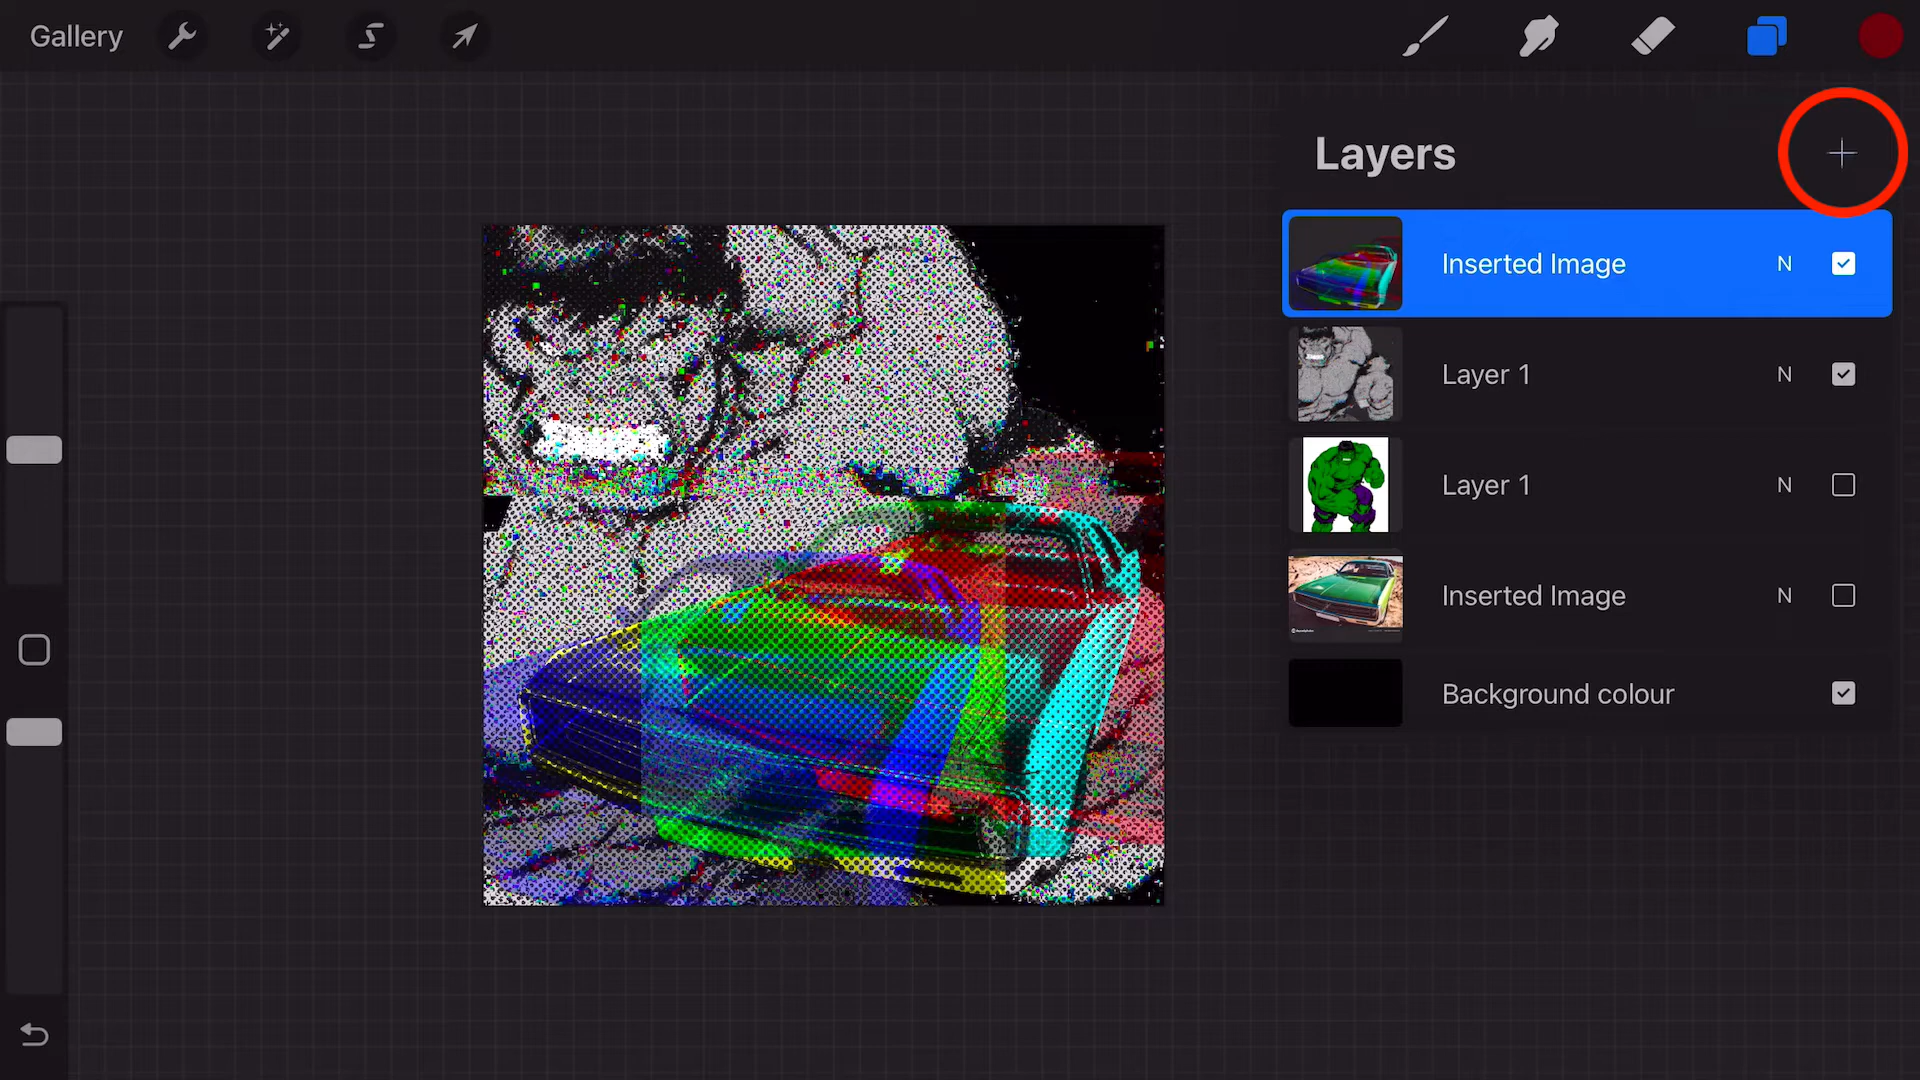 Gallery
Layers
Inserted Image N
Layer 1 N
Layer 1 N
Inserted Image N
Background colour